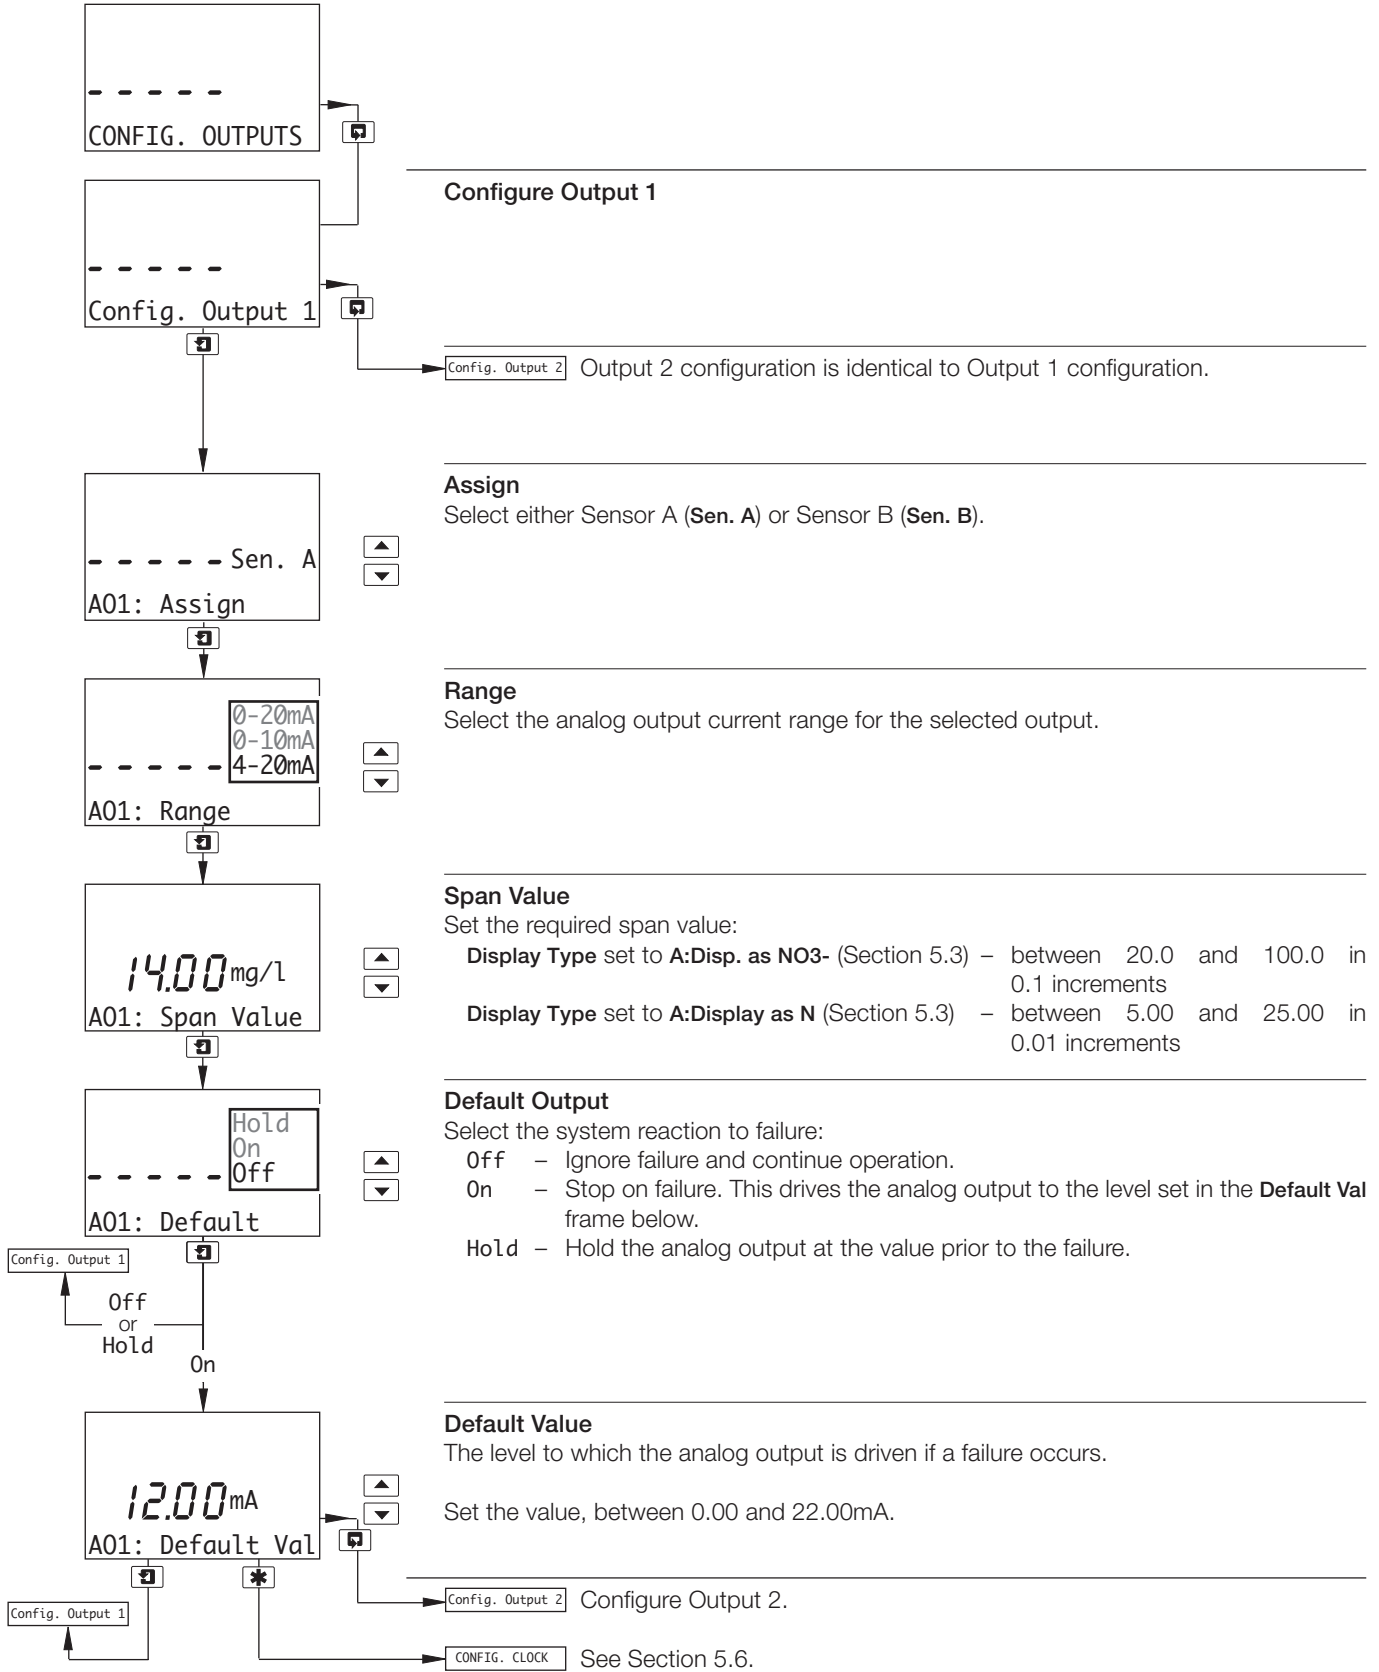 - - - - -
CONFIG. OUTPUTS
Configure Output 1
- - - - -
Config. Output 1
Config. Output 2 Output 2 configuration is identical to Output 1 configuration.
Assign
Select either Sensor A (Sen. A) or Sensor B (Sen. B).
- - - - - Sen. A
AO1: Assign
Range
Select the analog output current range for the selected output.
0-20mA
0-10mA
- - - - - 4-20mA
AO1: Range
Span Value
Set the required span value:
Display Type set to A:Disp. as NO3- (Section 5.3) – between 20.0 and 100.0 in
0.1 increments
Display Type set to A:Display as N (Section 5.3) – between 5.00 and 25.00 in
0.01 increments
14.00 mg/l
AO1: Span Value
Default Output
Select the system reaction to failure:
Off – Ignore failure and continue operation.
On – Stop on failure. This drives the analog output to the level set in the Default Val
frame below.
Hold – Hold the analog output at the value prior to the failure.
Hold
On
- - - - - Off
AO1: Default
Config. Output 1
Off
or
Hold
On
Default Value
The level to which the analog output is driven if a failure occurs.
Set the value, between 0.00 and 22.00mA.
12.00 mA
AO1: Default Val
Config. Output 2 Configure Output 2.
Config. Output 1
CONFIG. CLOCK See Section 5.6.